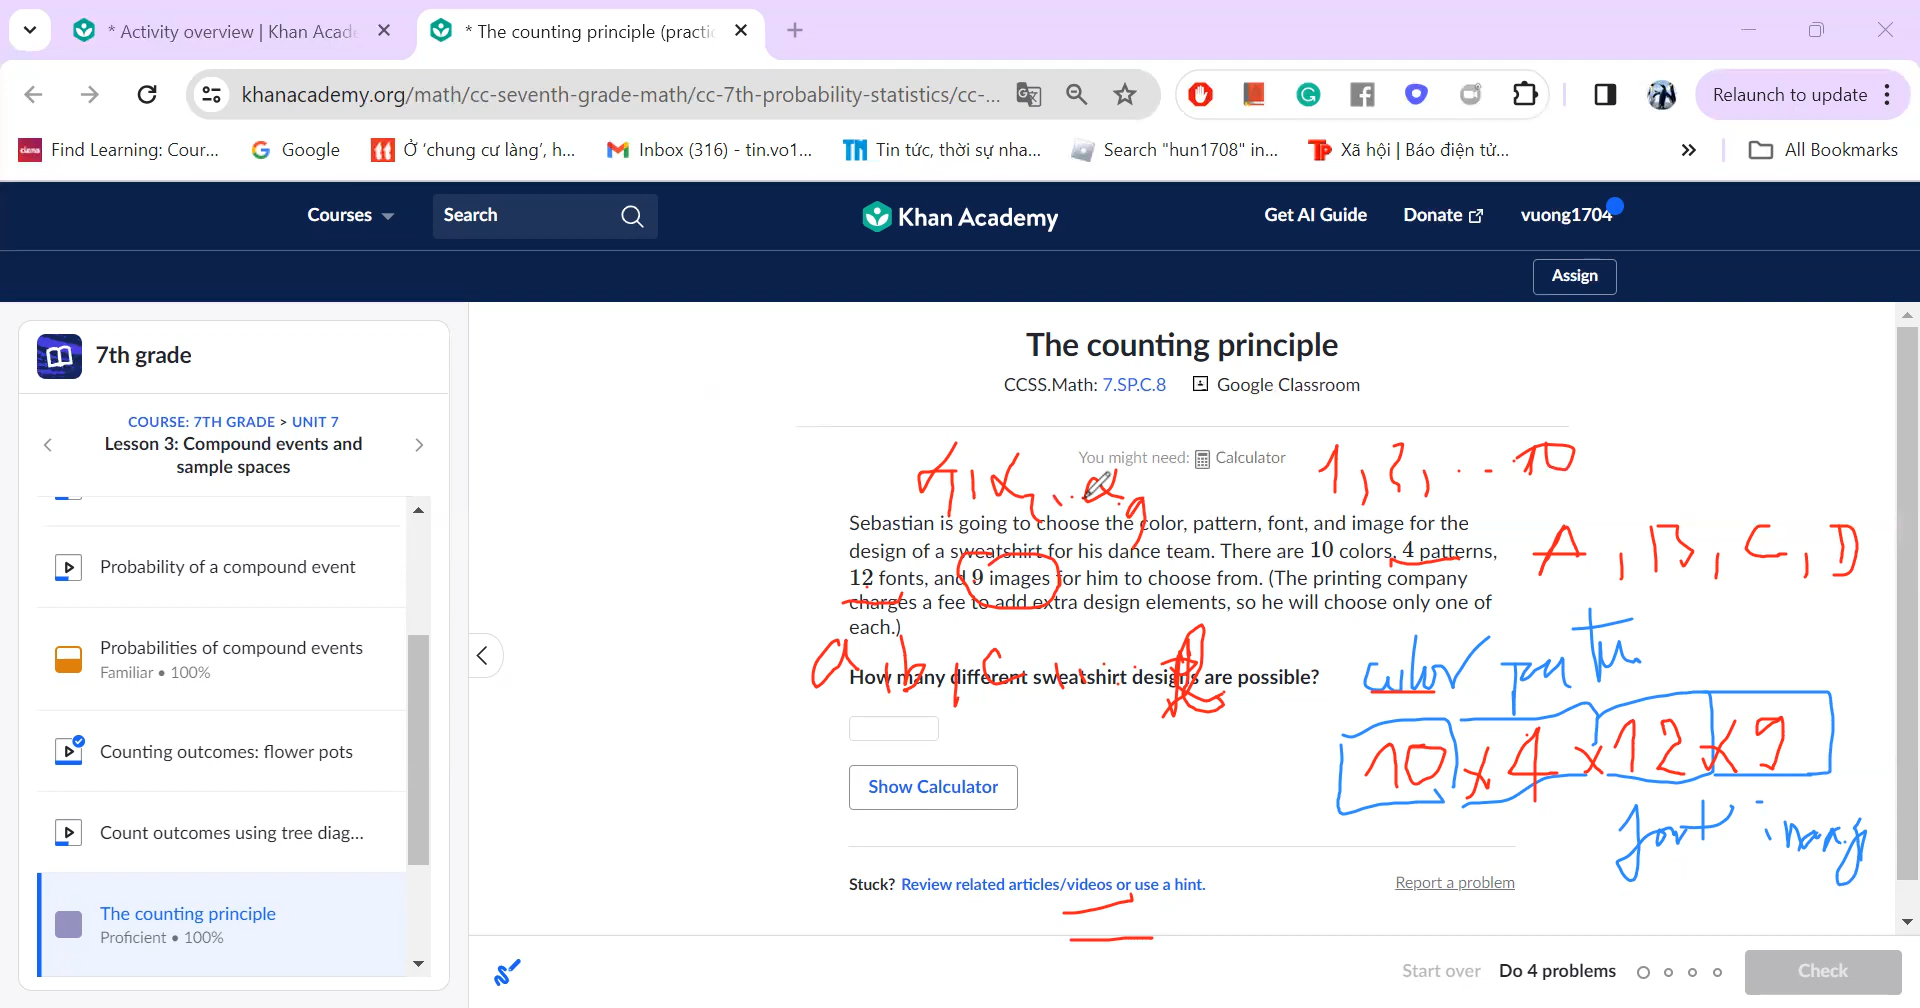 * Activity overview | Khan Acade
* The counting principle (practic
khanacademy.org/math/cc-seventh-grade-math/cc-7th-probability-statistics/cc-...
Relaunch to update
Find Learning: Cour...
Google
Ở 'chung cư làng', h...
Inbox (316) - tin.vo1...
Tin tức, thời sự nha...
Search "hun1708" in...
Xã hội | Báo điện tử...
All Bookmarks
Courses
Search
Khan Academy
Get AI Guide
Donate
vuong1704
Assign
7th grade
COURSE: 7TH GRADE > UNIT 7
Lesson 3: Compound events and
sample spaces
Probability of a compound event
Probabilities of compound events
Familiar • 100%
Counting outcomes: flower pots
Count outcomes using tree diag...
The counting principle
Proficient • 100%
The counting principle
CCSS.Math: 7.SP.C.8
Google Classroom
You might need: Calculator
1, 2, ... 10
Sebastian is going to choose the color, pattern, font, and image for the
design of a sweatshirt for his dance team. There are 10 colors, 4 patterns,
12 fonts, and 9 images for him to choose from. (The printing company
charges a fee to add extra design elements, so he will choose only one of
each.)
A, B, C, D
a, b, c, ...
How many different sweatshirt designs are possible?
color
10 x 4 x 12 x 9
font
Show Calculator
Stuck? Review related articles/videos or use a hint.
Report a problem
Start over
Do 4 problems
Check